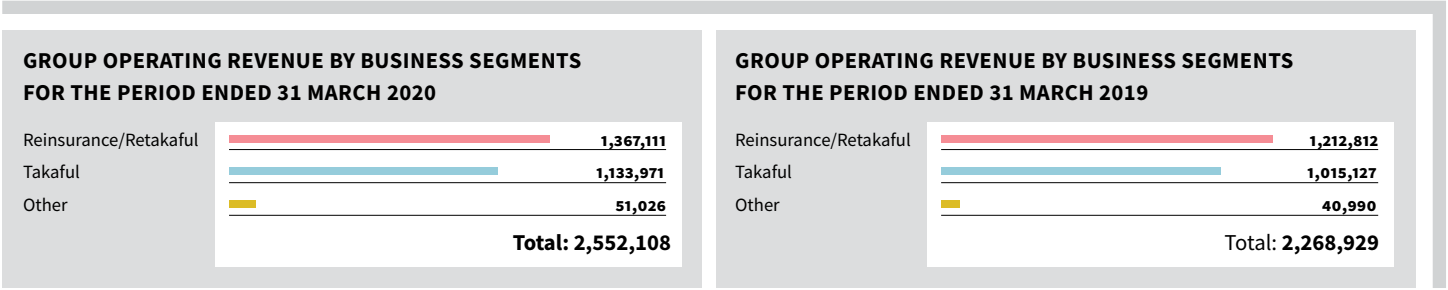 GROUP OPERATING REVENUE BY BUSINESS SEGMENTS
FOR THE PERIOD ENDED 31 MARCH 2020
Reinsurance/Retakaful 1,367,111
Takaful 1,133,971
Other 51,026
Total: 2,552,108
GROUP OPERATING REVENUE BY BUSINESS SEGMENTS
FOR THE PERIOD ENDED 31 MARCH 2019
Reinsurance/Retakaful 1,212,812
Takaful 1,015,127
Other 40,990
Total: 2,268,929